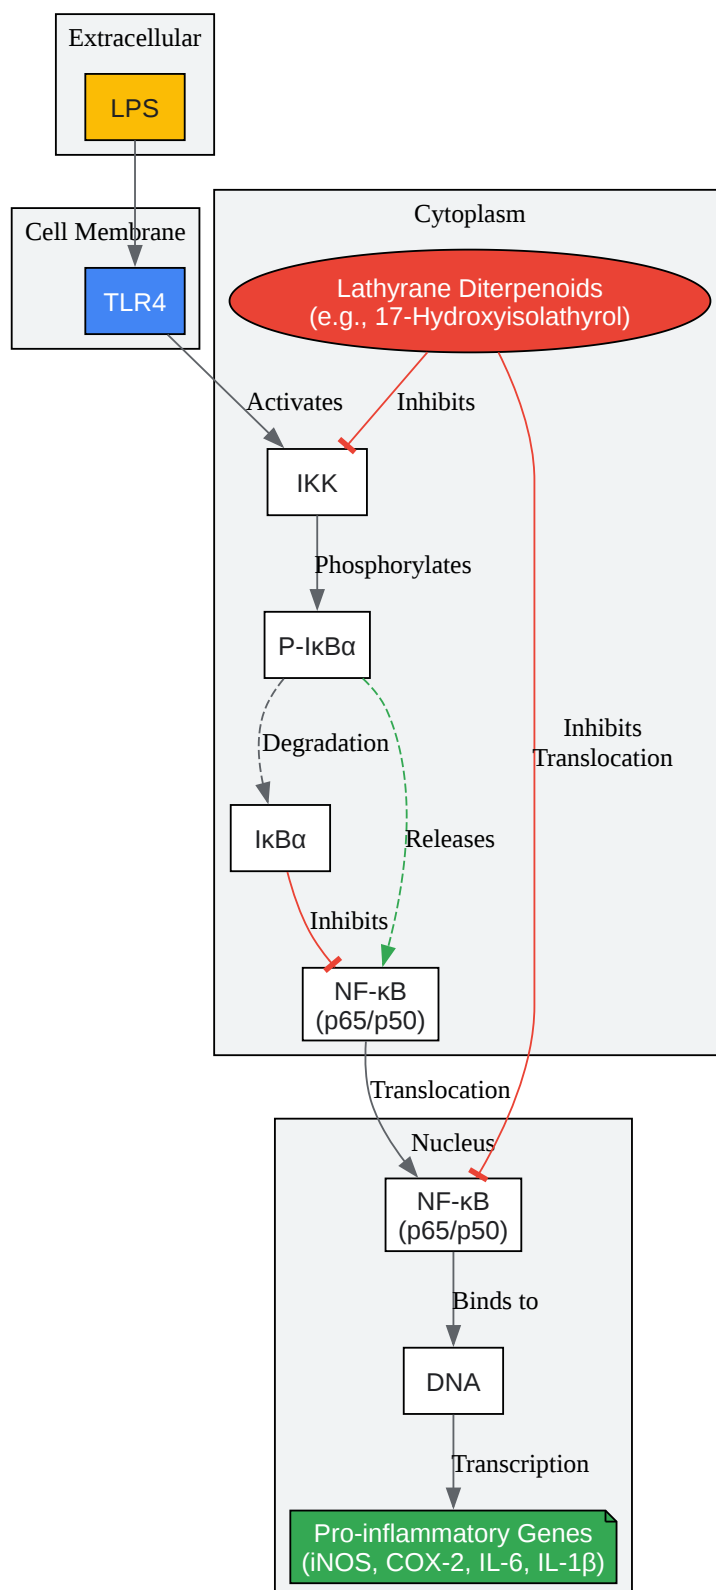 Extracellular
LPS
Cell Membrane
TLR4
Cytoplasm
Lathyrane Diterpenoids
(e.g., 17-Hydroxyisolathyrol)
Activates
Inhibits
IKK
Phosphorylates
P-IκBα
Degradation
Releases
IκBα
Inhibits
Translocation
Inhibits
NF-κB
(p65/p50)
Translocation
Nucleus
NF-κB
(p65/p50)
Binds to
DNA
Transcription
Pro-inflammatory Genes
(iNOS, COX-2, IL-6, IL-1β)